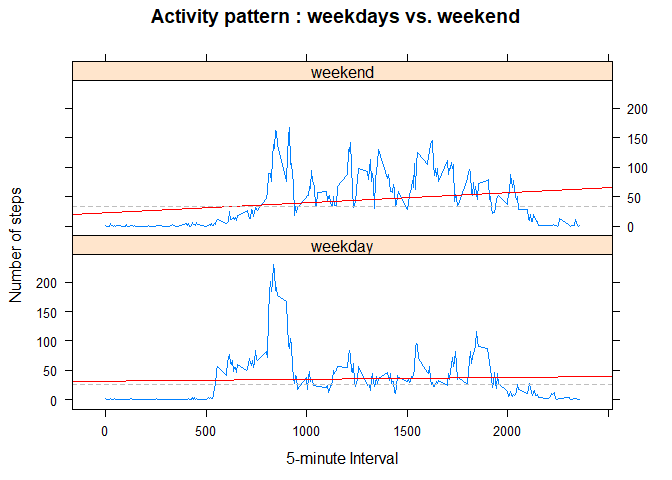 Activity pattern : weekdays vs. weekend
weekend
200
150
100
50
0
weekday
200
150
100
50
0
Number of steps
0 500 1000 1500 2000
5-minute Interval